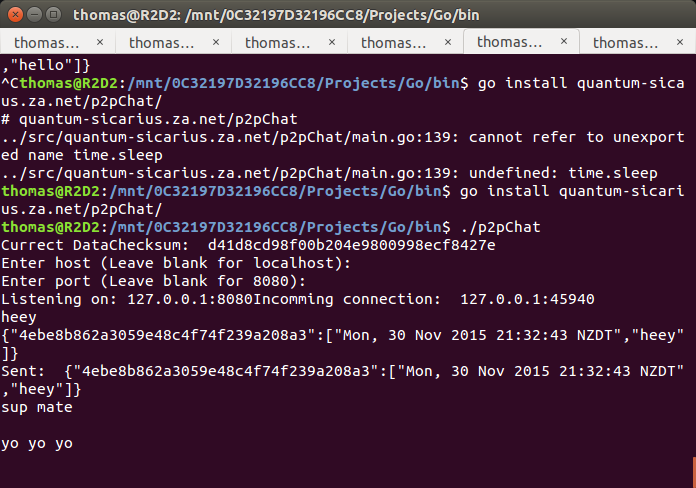 thomas@R2D2: /mnt/0C32197D32196CC8/Projects/Go/bin
thomas… × thomas… × thomas… × thomas… × thomas… × thomas… ×
,"hello"]}
^Cthomas@R2D2:/mnt/0C32197D32196CC8/Projects/Go/bin$ go install quantum-sica
us.za.net/p2pChat/
# quantum-sicarius.za.net/p2pChat
../src/quantum-sicarius.za.net/p2pChat/main.go:139: cannot refer to unexport
ed name time.sleep
../src/quantum-sicarius.za.net/p2pChat/main.go:139: undefined: time.sleep
thomas@R2D2:/mnt/0C32197D32196CC8/Projects/Go/bin$ go install quantum-sicari
us.za.net/p2pChat/
thomas@R2D2:/mnt/0C32197D32196CC8/Projects/Go/bin$ ./p2pChat
Currect DataChecksum:  d41d8cd98f00b204e9800998ecf8427e
Enter host (Leave blank for localhost):
Enter port (Leave blank for 8080):
Listening on: 127.0.0.1:8080Incomming connection:  127.0.0.1:45940
heey
{"4ebe8b862a3059e48c4f74f239a208a3":["Mon, 30 Nov 2015 21:32:43 NZDT","heey"
]}
Sent:  {"4ebe8b862a3059e48c4f74f239a208a3":["Mon, 30 Nov 2015 21:32:43 NZDT"
,"heey"]}
sup mate
yo yo yo